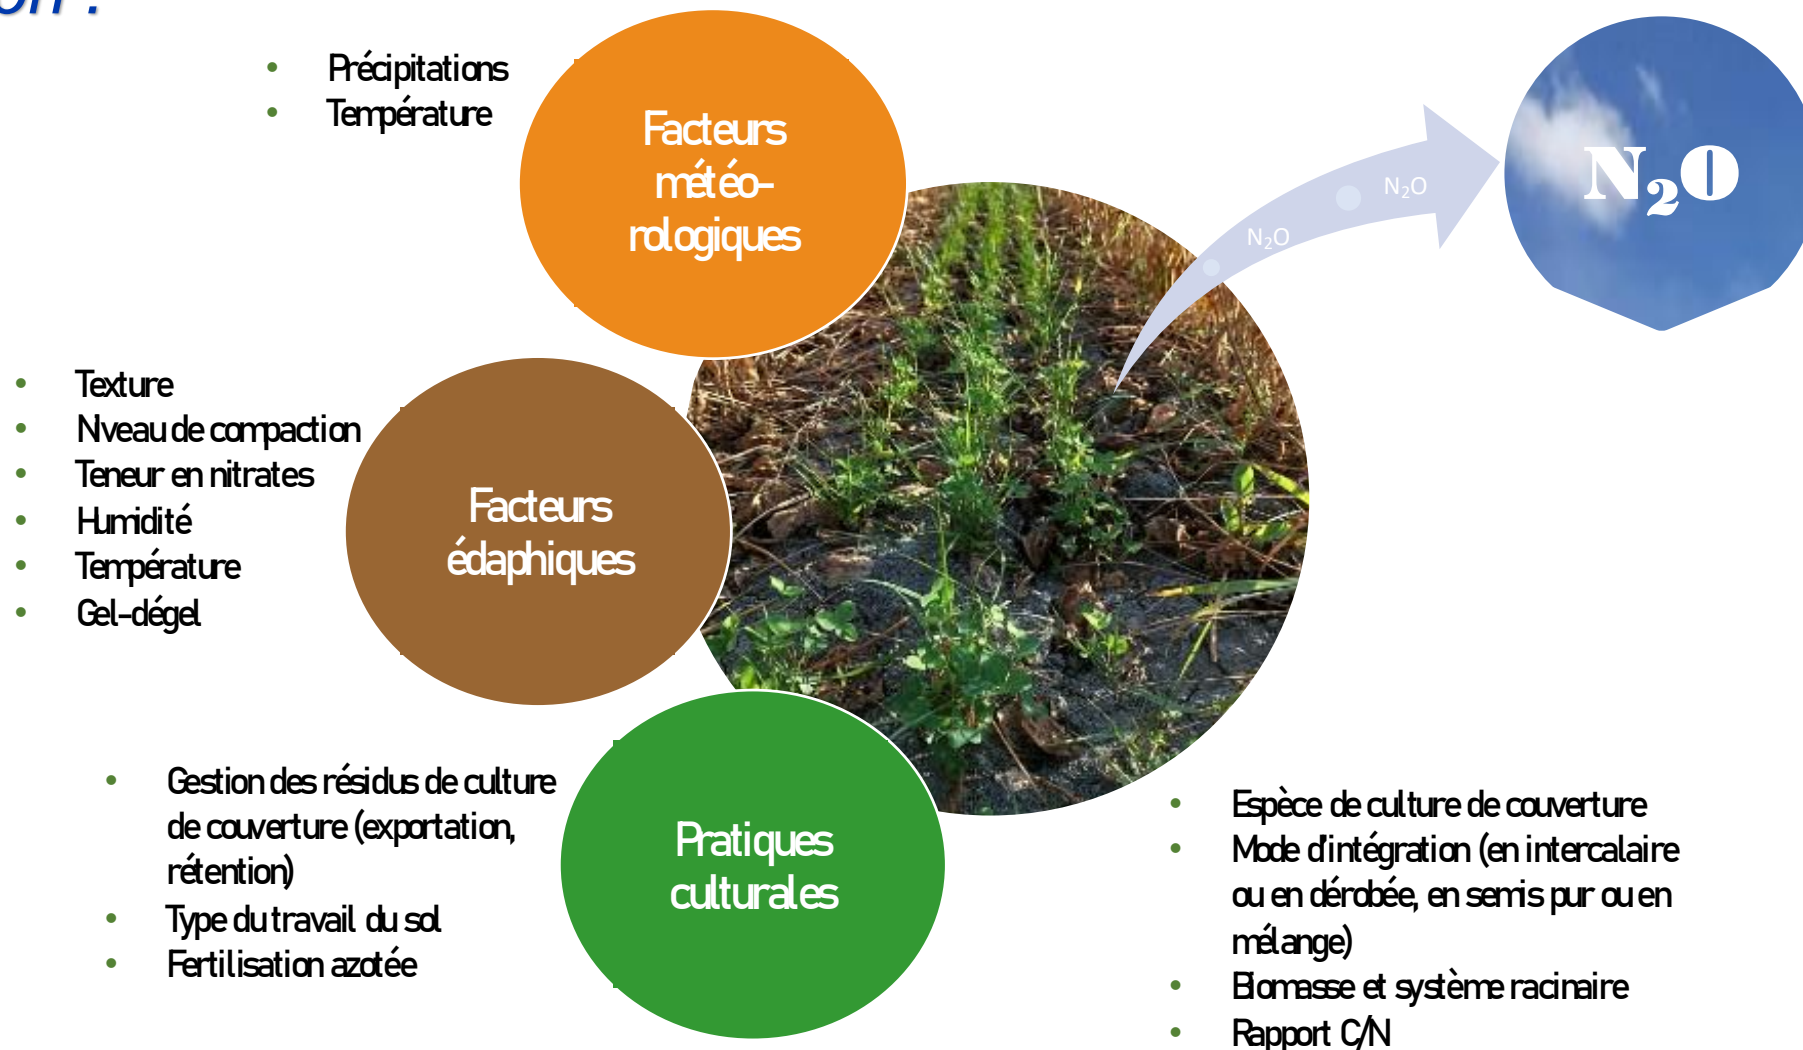 on :
• Précipitations
• Température
Facteurs
météo-
rologiques
N₂O
N₂O
N₂O
• Texture
• Nveau de compaction
• Teneur en nitrates
• Humidité
• Température
• Gel-dégel
Facteurs
édaphiques
• Gestion des résidus de culture
de couverture (exportation,
rétention)
• Type du travail du sol
• Fertilisation azotée
Pratiques
culturales
• Espèce de culture de couverture
• Mode d'intégration (en intercalaire
ou en dérobée, en semis pur ou en
mélange)
• Biomasse et système racinaire
• Rapport C/N